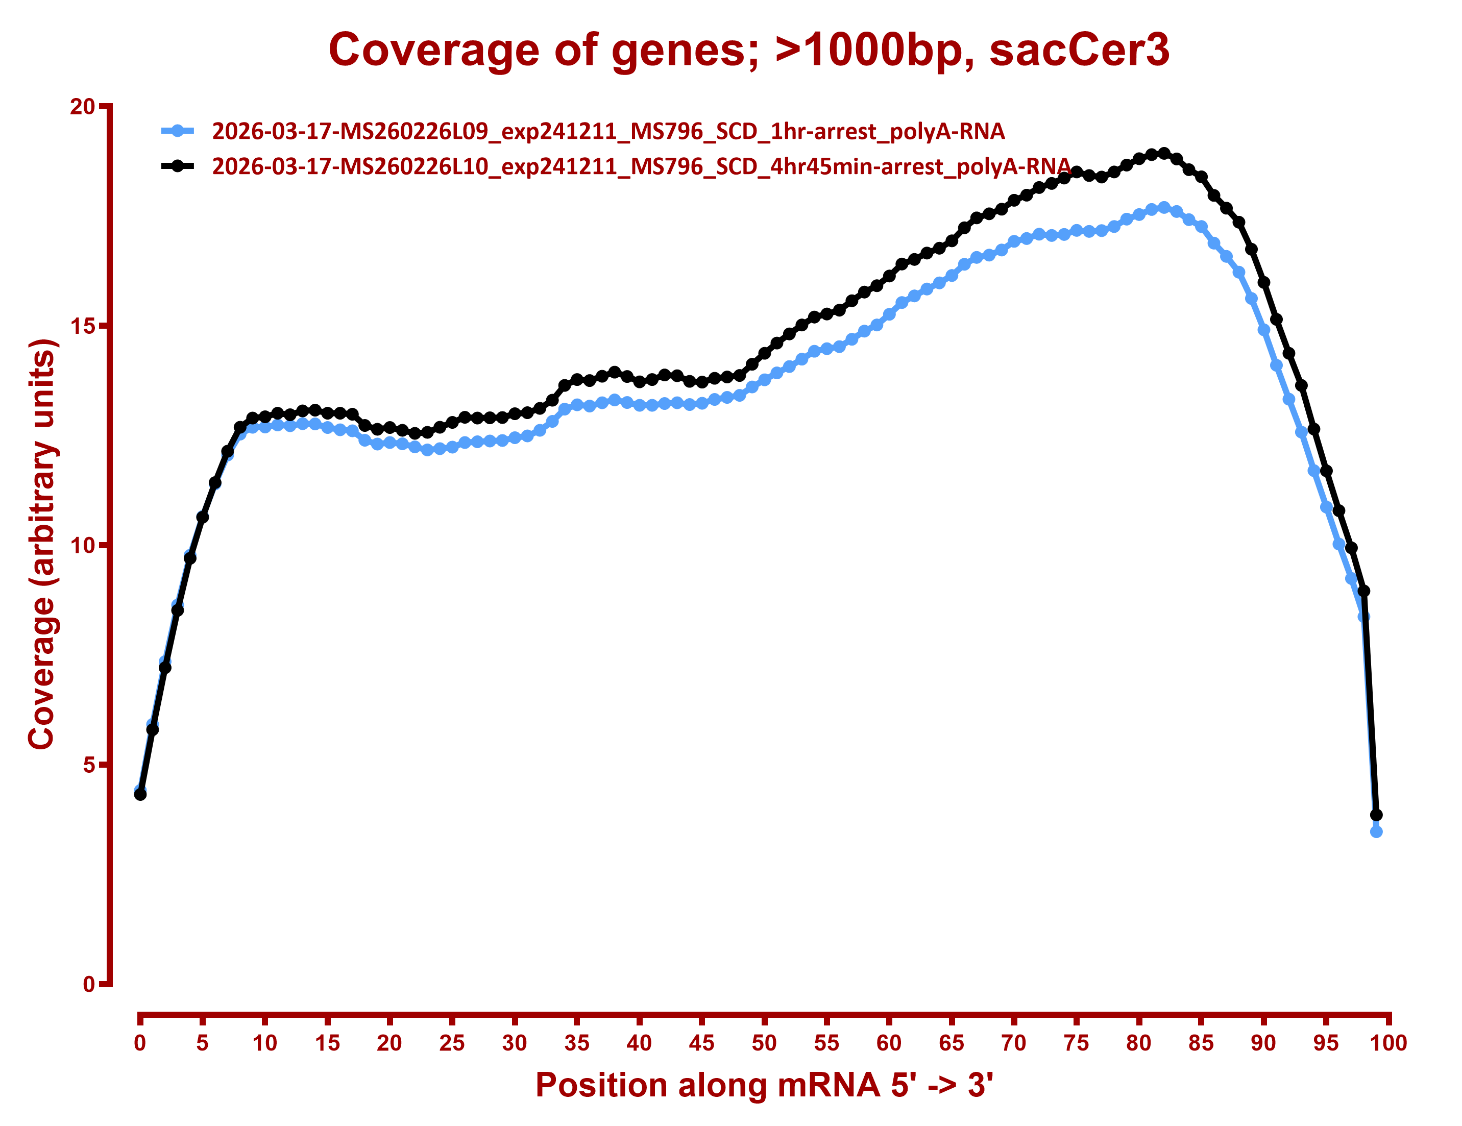 Coverage of genes; >1000bp, sacCer3
20
2026-03-17-MS260226L09_exp241211_MS796_SCD_1hr-arrest_polyA-RNA
2026-03-17-MS260226L10_exp241211_MS796_SCD_4hr45min-arrest_polyA-RNA
15
10
5
0
Coverage (arbitrary units)
0 5 10 15 20 25 30 35 40 45 50 55 60 65 70 75 80 85 90 95 100
Position along mRNA 5' -> 3'